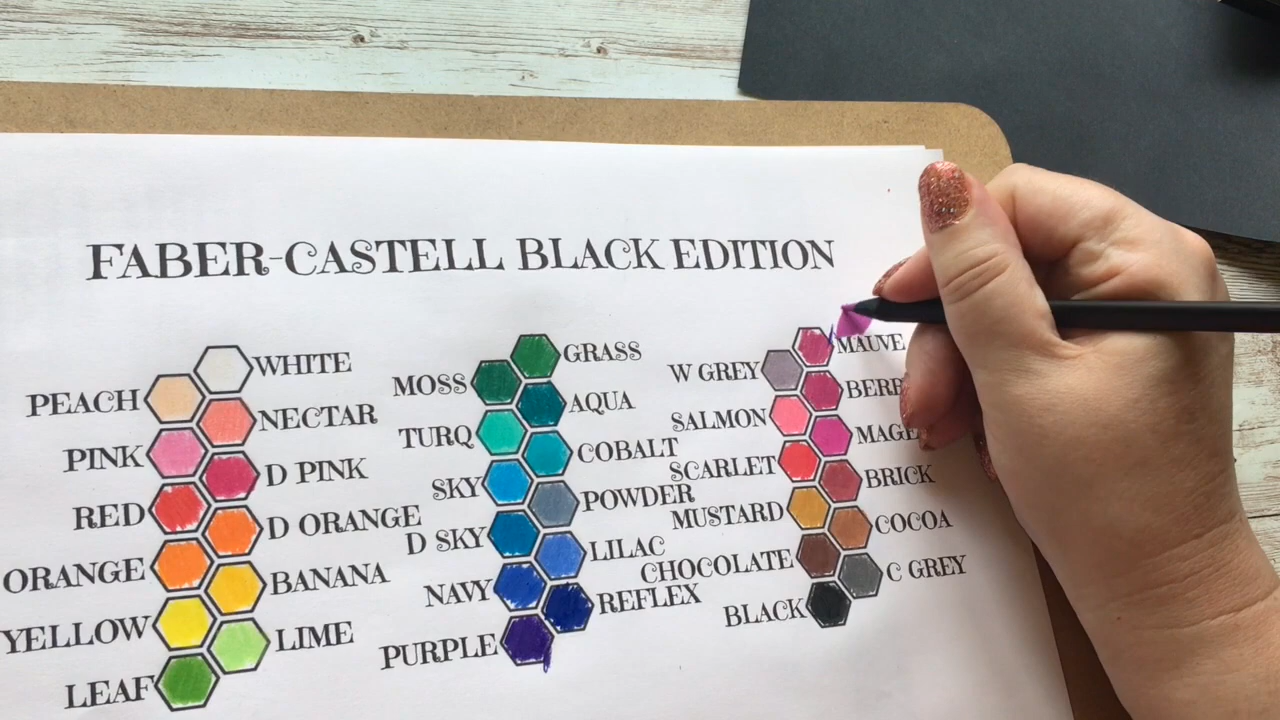 FABER-CASTELL BLACK EDITION
WHITE
PEACH
NECTAR
PINK
D PINK
RED
D ORANGE
ORANGE
BANANA
YELLOW
LIME
LEAF
GRASS
MOSS
AQUA
TURQ
COBALT
SKY
POWDER
D SKY
LILAC
NAVY
REFLEX
PURPLE
MAUVE
W GREY
SALMON
SCARLET
BRICK
MUSTARD
COCOA
CHOCOLATE
C GREY
BLACK